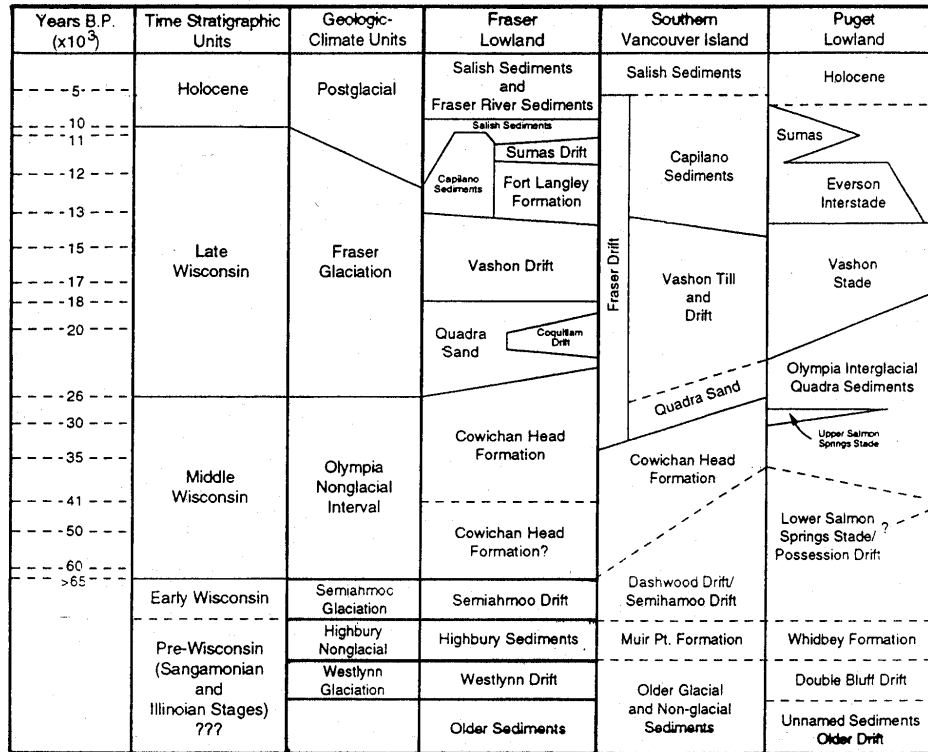 Years B.P.
(x10³)
Time Stratigraphic
Units
Geologic-
Climate Units
Fraser
Lowland
Southern
Vancouver Island
Puget
Lowland
5
10
11
12
13
15
17
18
20
26
30
35
41
50
60
>65
Holocene
Late
Wisconsin
Middle
Wisconsin
Early Wisconsin
Pre-Wisconsin
(Sangamonian
and
Illinoian Stages)
???
Postglacial
Fraser
Glaciation
Olympia
Nonglacial
Interval
Semiahmoc
Glaciation
Highbury
Nonglacial
Westlynn
Glaciation
Salish Sediments
and
Fraser River Sediments
Salish Sediments
Capilano
Sediments
Sumas Drift
Fort Langley
Formation
Vashon Drift
Quadra
Sand
Coquitlam
Drift
Cowichan Head
Formation
Cowichan Head
Formation?
Semiahmoo Drift
Highbury Sediments
Westlynn Drift
Older Sediments
Salish Sediments
Fraser Drift
Capilano
Sediments
Vashon Till
and
Drift
Quadra Sand
Cowichan Head
Formation
Dashwood Drift/
Semihamoo Drift
Muir Pt. Formation
Older Glacial
and Non-glacial
Sediments
Holocene
Sumas
Everson
Interstade
Vashon
Stade
Olympia Interglacial
Quadra Sediments
Upper Salmon
Springs Stade
Lower Salmon
Springs Stade/
Possession Drift
?
Whidbey Formation
Double Bluff Drift
Unnamed Sediments
Older Drift